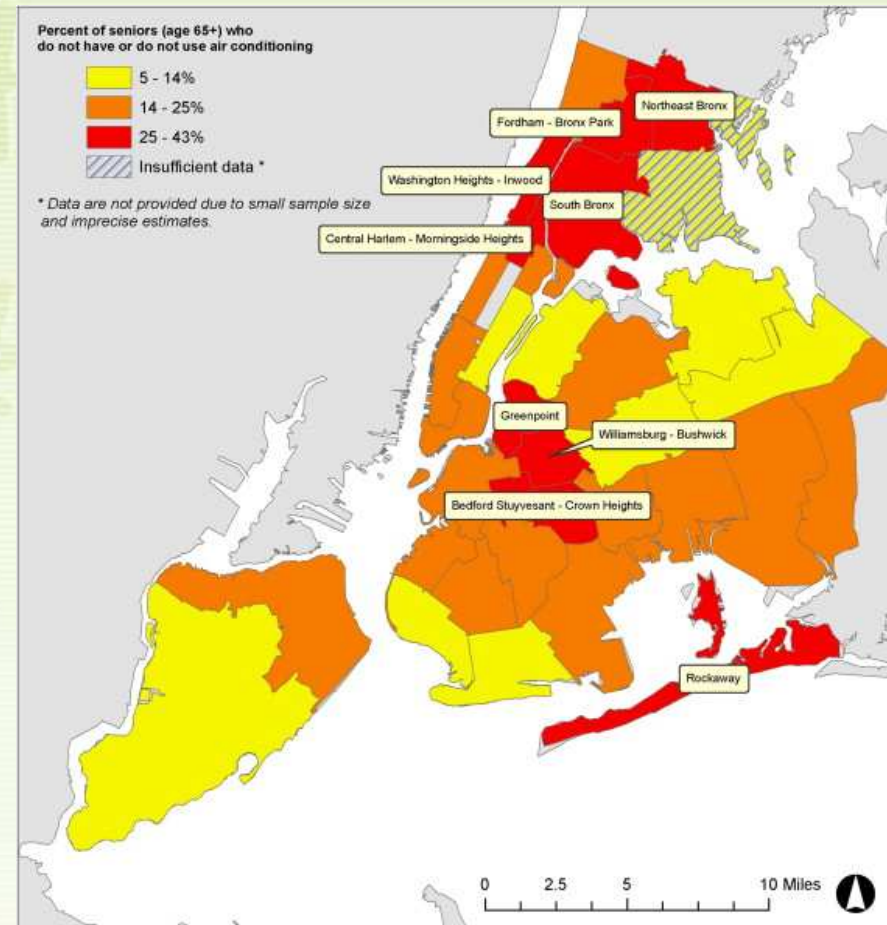 Percent of seniors (age 65+) who
do not have or do not use air conditioning
5 - 14%
14 - 25%
25 - 43%
Insufficient data *
* Data are not provided due to small sample size
and imprecise estimates.
Northeast Bronx
Fordham - Bronx Park
Washington Heights - Inwood
South Bronx
Central Harlem - Morningside Heights
Greenpoint
Williamsburg - Bushwick
Bedford Stuyvesant - Crown Heights
Rockaway
0 2.5 5 10 Miles